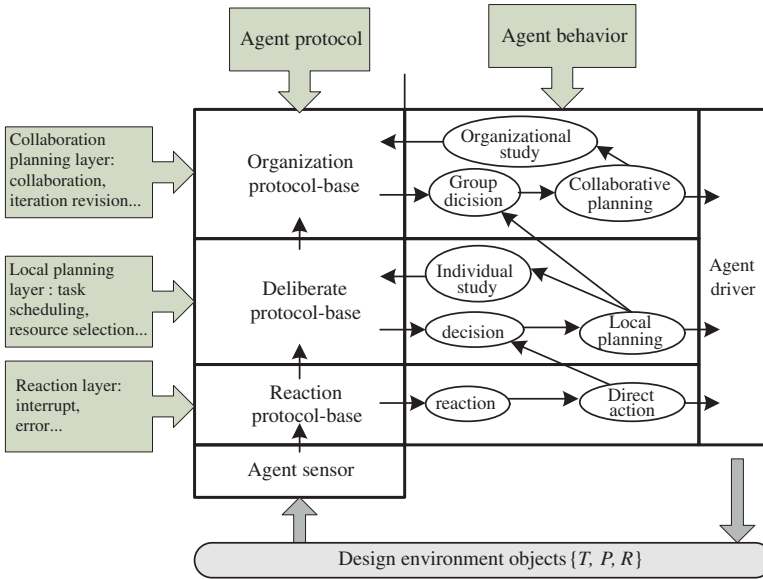 Agent protocol
Agent behavior
Collaboration
planning layer:
collaboration,
iteration revision...
Organization
protocol-base
Organizational
study
Group
dicision
Collaborative
planning
Local planning
layer : task
scheduling,
resource selection...
Deliberate
protocol-base
Individual
study
decision
Local
planning
Agent
driver
Reaction layer:
interrupt,
error...
Reaction
protocol-base
reaction
Direct
action
Agent sensor
Design environment objects {T, P, R}